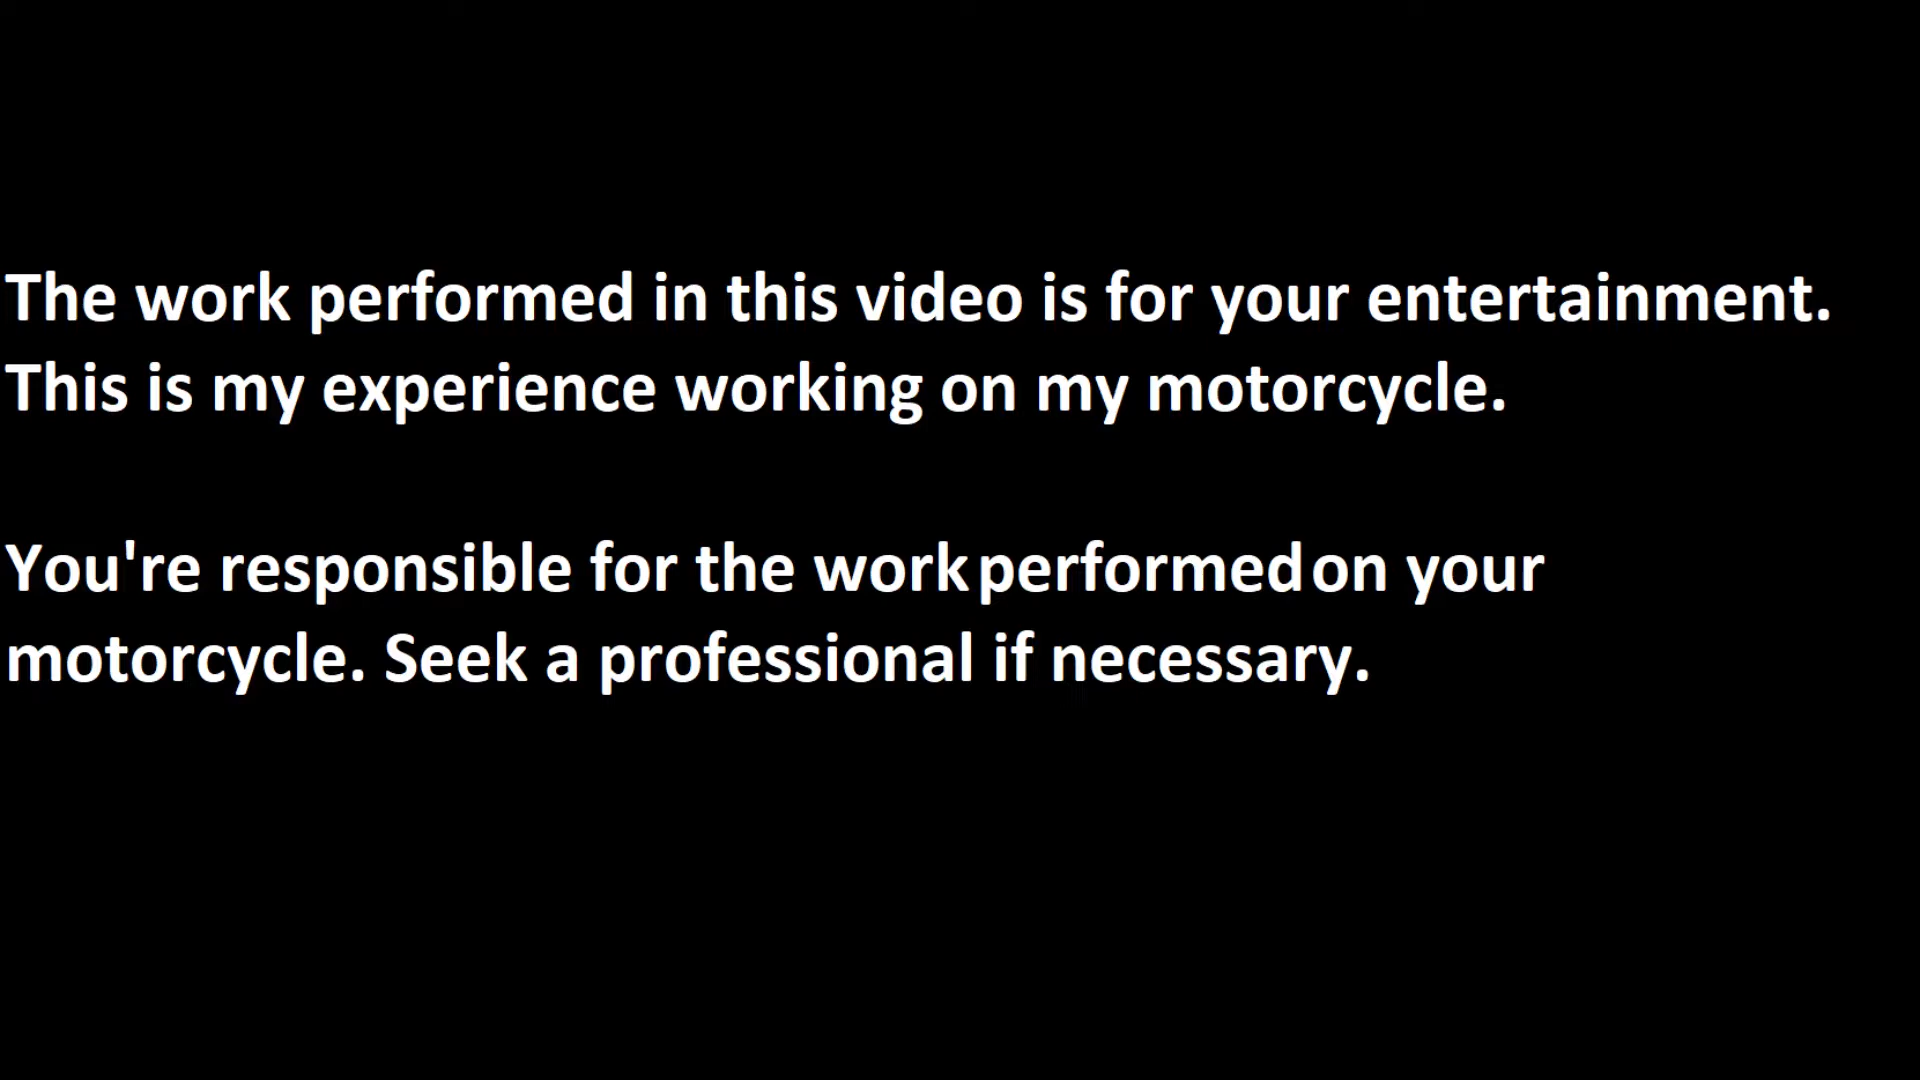 The work performed in this video is for your entertainment.
This is my experience working on my motorcycle.
You're responsible for the work performed on your
motorcycle. Seek a professional if necessary.